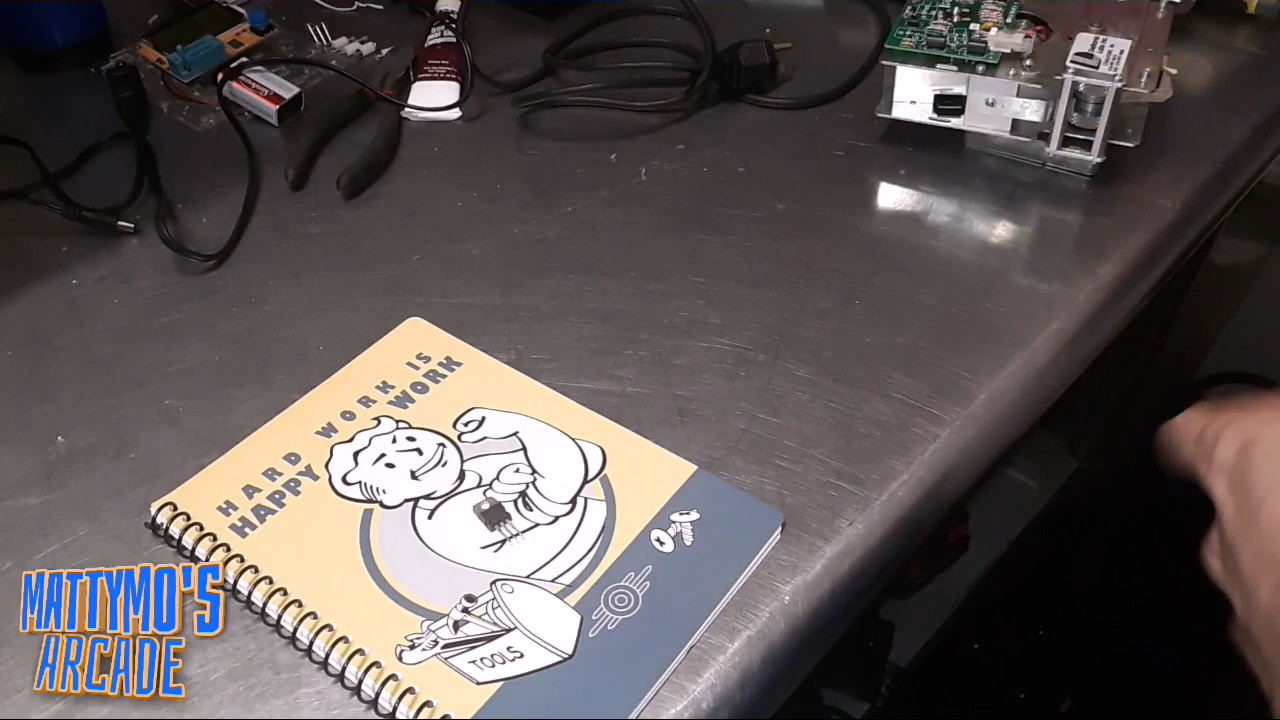 HARD WORK IS
HAPPY WORK
TOOLS
MATTYMO'S
ARCADE